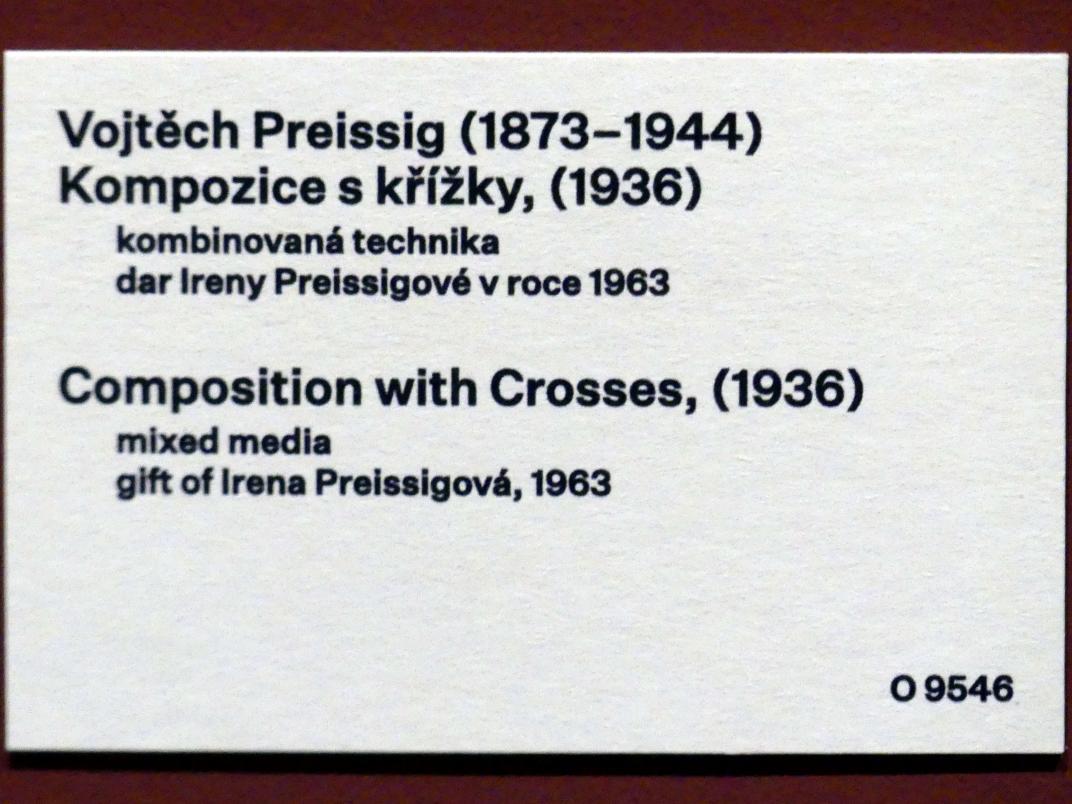 Vojtěch Preissig (1873–1944)
Kompozice s křížky, (1936)
kombinovaná technika
dar Ireny Preissigové v roce 1963
Composition with Crosses, (1936)
mixed media
gift of Irena Preissigová, 1963
O 9546